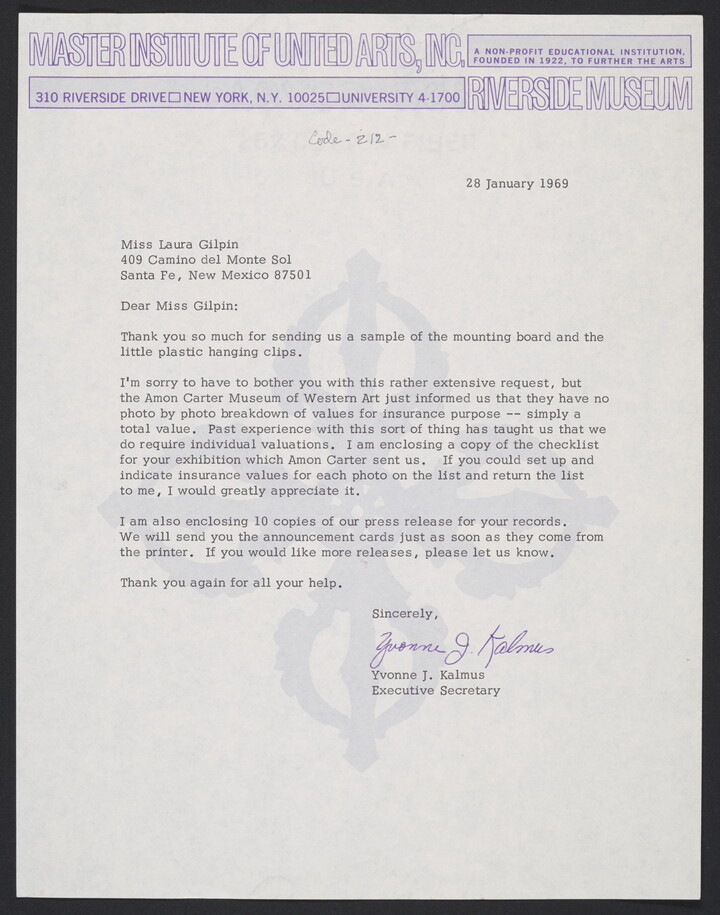 MASTER INSTITUTE OF UNITED ARTS, INC.
A NON-PROFIT EDUCATIONAL INSTITUTION,
FOUNDED IN 1922, TO FURTHER THE ARTS
310 RIVERSIDE DRIVE□NEW YORK, N.Y. 10025□UNIVERSITY 4-1700
RIVERSIDE MUSEUM
Code - 212 -
28 January 1969
Miss Laura Gilpin
409 Camino del Monte Sol
Santa Fe, New Mexico 87501
Dear Miss Gilpin:
Thank you so much for sending us a sample of the mounting board and the
little plastic hanging clips.
I'm sorry to have to bother you with this rather extensive request, but
the Amon Carter Museum of Western Art just informed us that they have no
photo by photo breakdown of values for insurance purpose -- simply a
total value.  Past experience with this sort of thing has taught us that we
do require individual valuations.  I am enclosing a copy of the checklist
for your exhibition which Amon Carter sent us.  If you could set up and
indicate insurance values for each photo on the list and return the list
to me, I would greatly appreciate it.
I am also enclosing 10 copies of our press release for your records.
We will send you the announcement cards just as soon as they come from
the printer.  If you would like more releases, please let us know.
Thank you again for all your help.
Sincerely,
Yvonne J. Kalmus
Yvonne J. Kalmus
Executive Secretary